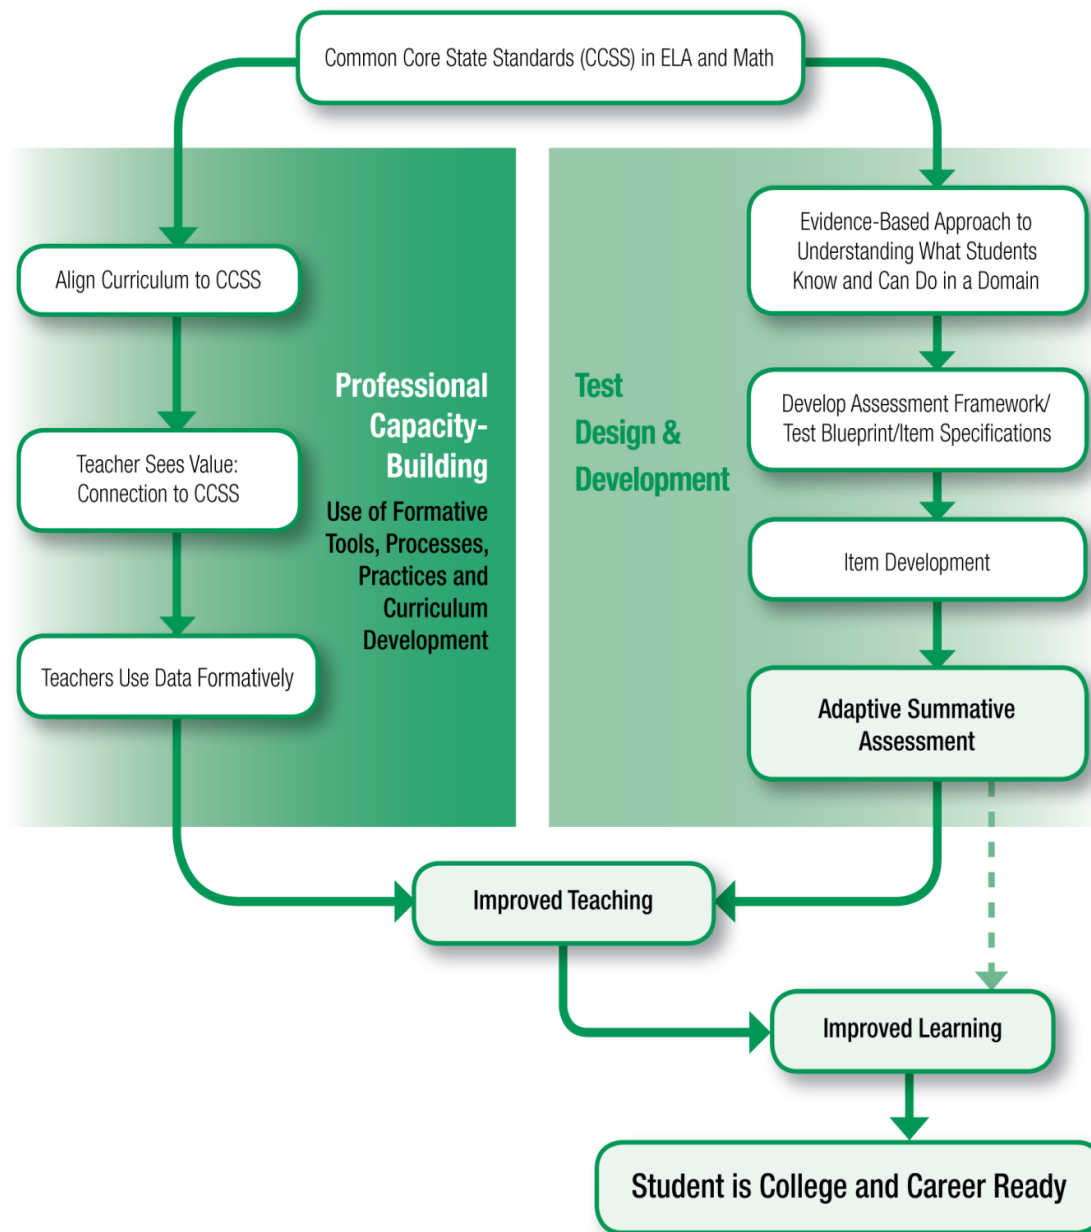 Common Core State Standards (CCSS) in ELA and Math
Align Curriculum to CCSS
Teacher Sees Value:
Connection to CCSS
Teachers Use Data Formatively
Professional
Capacity-
Building
Use of Formative
Tools, Processes,
Practices and
Curriculum
Development
Test
Design &
Development
Evidence-Based Approach to
Understanding What Students
Know and Can Do in a Domain
Develop Assessment Framework/
Test Blueprint/Item Specifications
Item Development
Adaptive Summative
Assessment
Improved Teaching
Improved Learning
Student is College and Career Ready